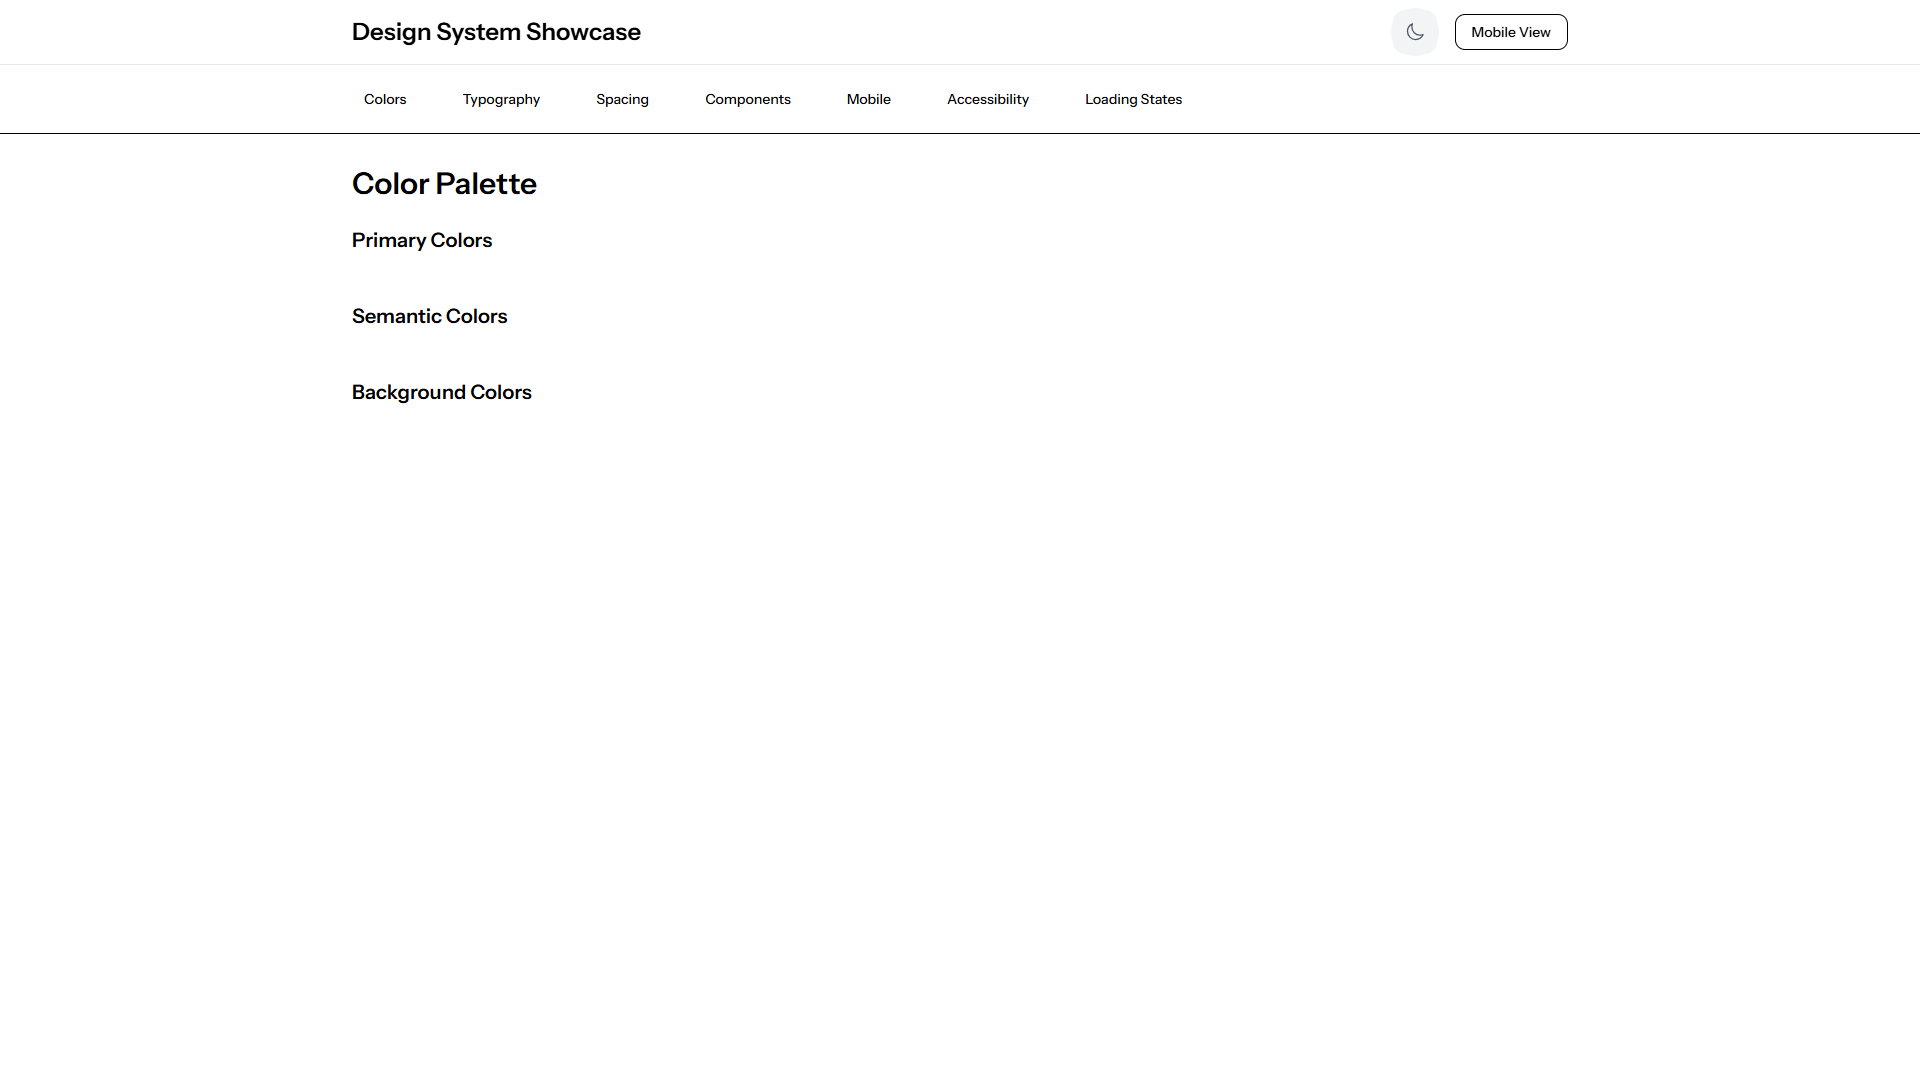 Design System Showcase
Mobile View
Colors Typography Spacing Components Mobile Accessibility Loading States
Color Palette
Primary Colors
Semantic Colors
Background Colors